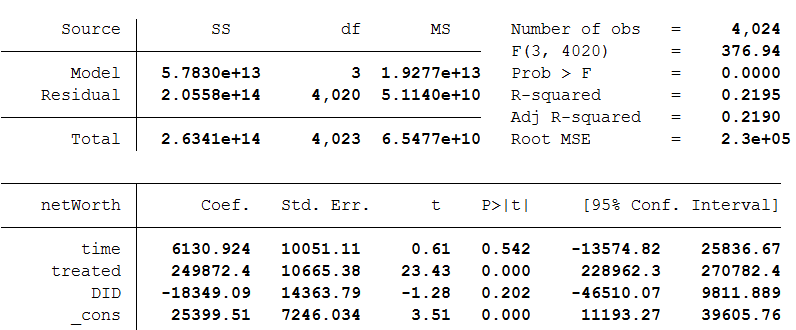 Source SS df MS Number of obs = 4,024
F(3, 4020) = 376.94
Model 5.7830e+13 3 1.9277e+13 Prob > F = 0.0000
Residual 2.0558e+14 4,020 5.1140e+10 R-squared = 0.2195
Adj R-squared = 0.2190
Total 2.6341e+14 4,023 6.5477e+10 Root MSE = 2.3e+05
netWorth Coef. Std. Err. t P>|t| [95% Conf. Interval]
time 6130.924 10051.11 0.61 0.542 -13574.82 25836.67
treated 249872.4 10665.38 23.43 0.000 228962.3 270782.4
DID -18349.09 14363.79 -1.28 0.202 -46510.07 9811.889
_cons 25399.51 7246.034 3.51 0.000 11193.27 39605.76